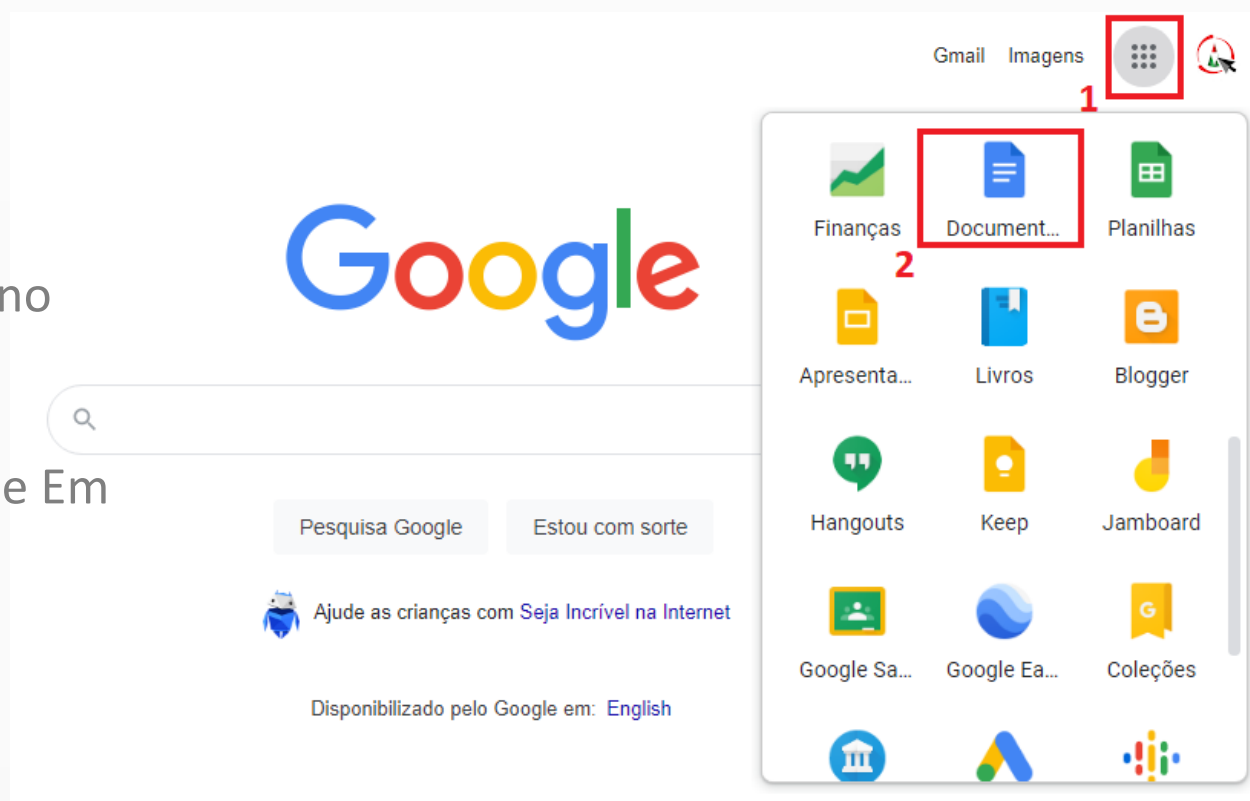 Gmail Imagens
1
Finanças Document... Planilhas
2
Google
no
Apresenta... Livros Blogger
e Em
Hangouts Keep Jamboard
Pesquisa Google Estou com sorte
Ajude as crianças com Seja Incrível na Internet
Google Sa... Google Ea... Coleções
G
Disponibilizado pelo Google em: English